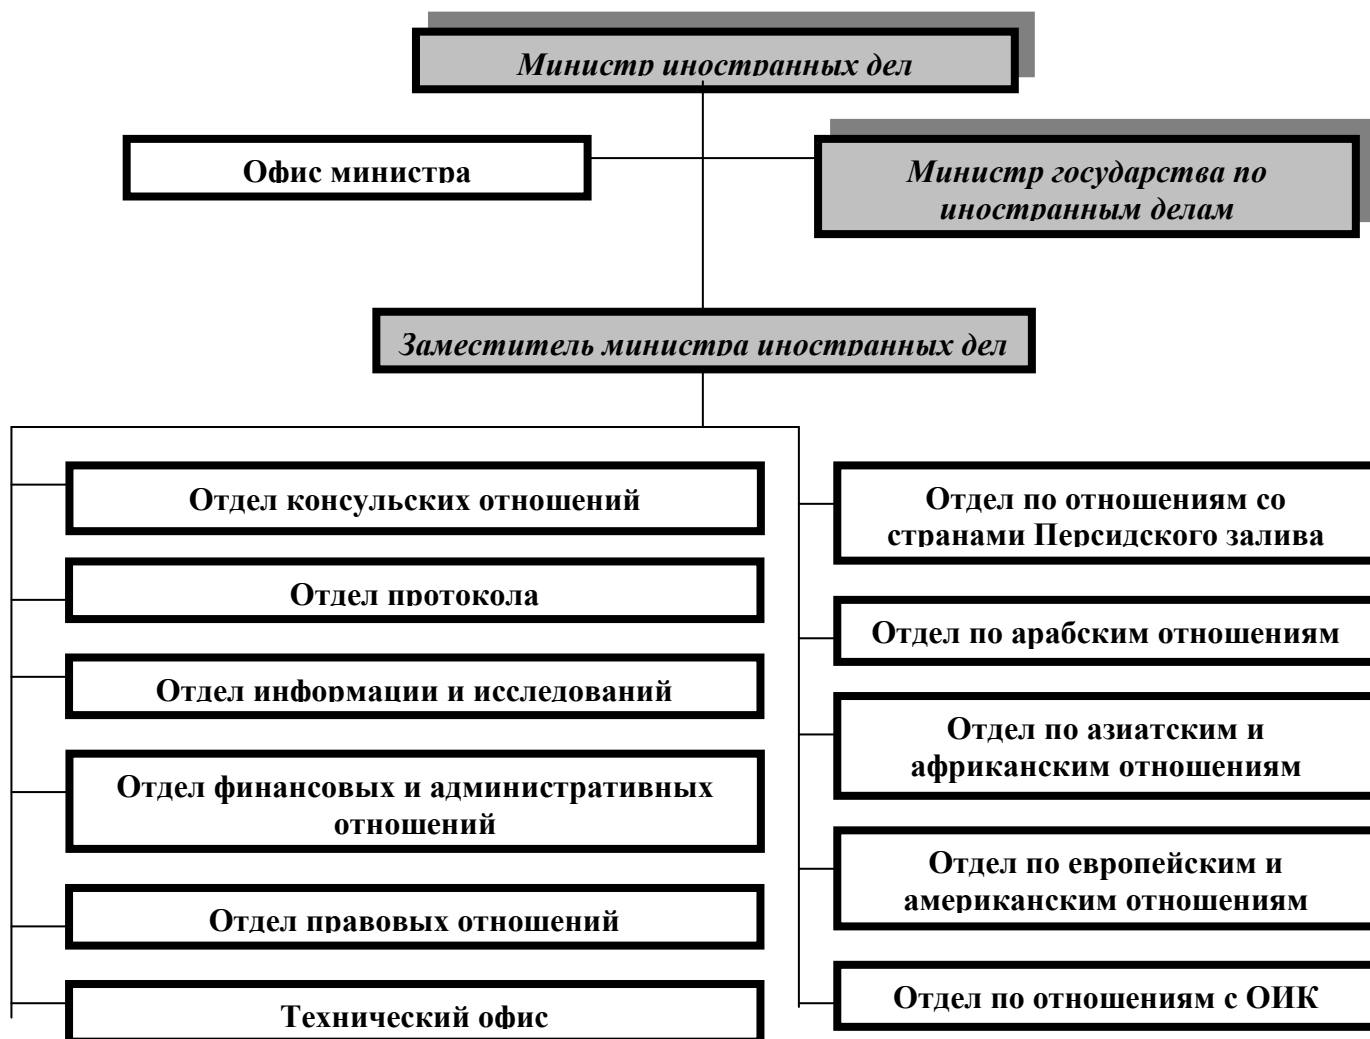 Министр иностранных дел
Офис министра
Министр государства по
иностранным делам
Заместитель министра иностранных дел
Отдел консульских отношений
Отдел протокола
Отдел информации и исследований
Отдел финансовых и административных
отношений
Отдел правовых отношений
Технический офис
Отдел по отношениям со
странами Персидского залива
Отдел по арабским отношениям
Отдел по азиатским и
африканским отношениям
Отдел по европейским и
американским отношениям
Отдел по отношениям с ОИК